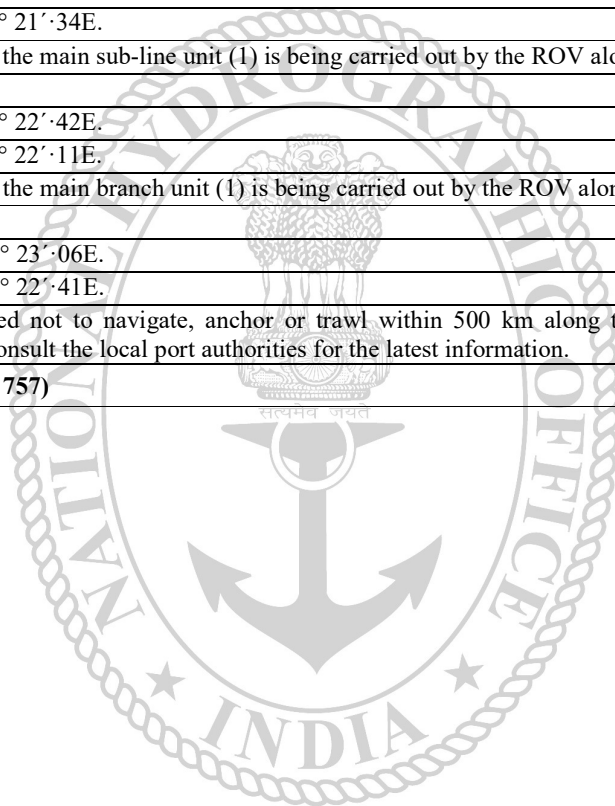 ° 21´·34E.
the main sub-line unit (1) is being carried out by the ROV alo
° 22´·42E.
° 22´·11E.
the main branch unit (1) is being carried out by the ROV alon
° 23´·06E.
° 22´·41E.
ed not to navigate, anchor or trawl within 500 km along t
onsult the local port authorities for the latest information.
757)
NATIONAL HYDROGRAPHIC OFFICE
सत्यमेव जयते
INDIA